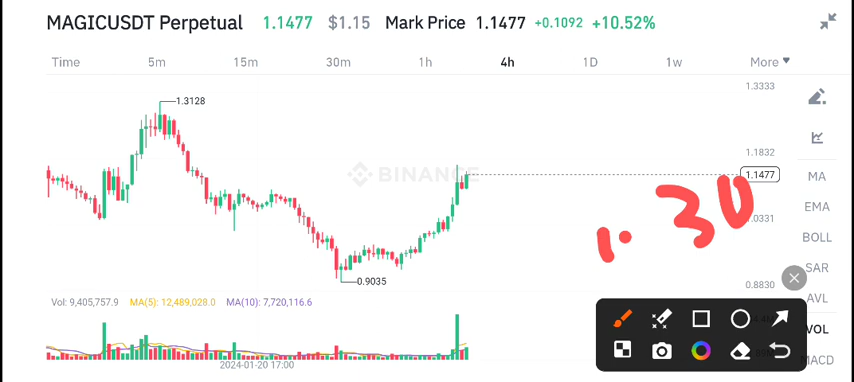 MAGICUSDT Perpetual 1.1477 $1.15 Mark Price 1.1477 +0.1092 +10.52%
Time 5m 15m 30m 1h 4h 1D 1w More
1.3333
1.3128
1.1832
BINANCE
1.1477
MA
1.30
EMA
.0331
BOLL
SAR
0.9035
0.8830
AVL
Vol: 9,405,757.9 MA(5): 12,489,028.0 MA(10): 7,720,116.6
VOL
MACD
2024-01-20 17:00